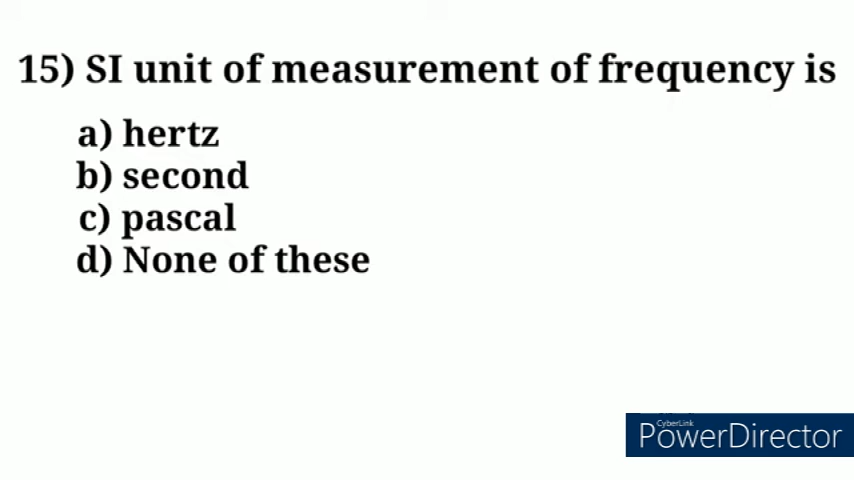 15) SI unit of measurement of frequency is
a) hertz
b) second
c) pascal
d) None of these
CyberLink
PowerDirector